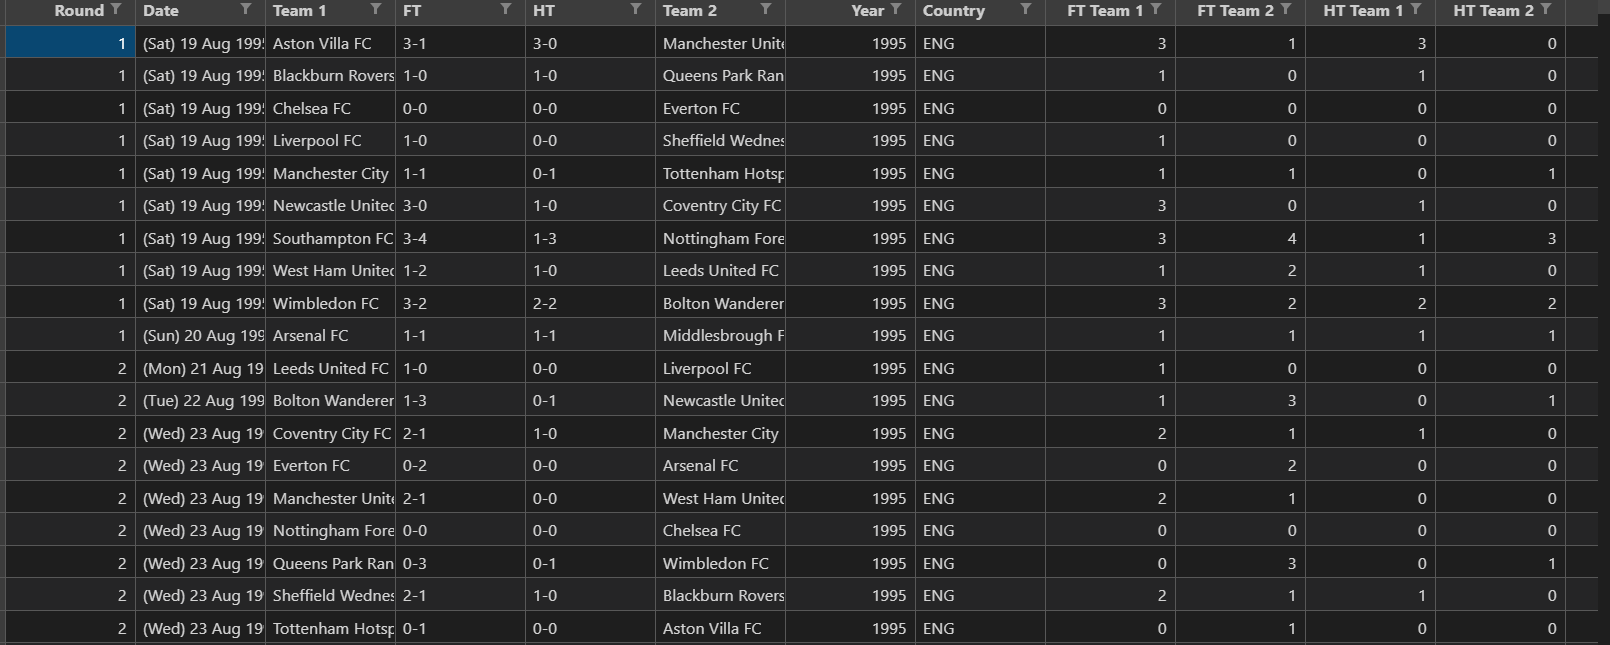 Round Date Team 1 FT HT Team 2 Year Country FT Team 1 FT Team 2 HT Team 1 HT Team 2
1 (Sat) 19 Aug 199 Aston Villa FC 3-1 3-0 Manchester Unit 1995 ENG 3 1 3 0
1 (Sat) 19 Aug 199 Blackburn Rovers 1-0 1-0 Queens Park Ran 1995 ENG 1 0 1 0
1 (Sat) 19 Aug 199 Chelsea FC 0-0 0-0 Everton FC 1995 ENG 0 0 0 0
1 (Sat) 19 Aug 199 Liverpool FC 1-0 0-0 Sheffield Wednes 1995 ENG 1 0 0 0
1 (Sat) 19 Aug 199 Manchester City 1-1 0-1 Tottenham Hotsp 1995 ENG 1 1 0 1
1 (Sat) 19 Aug 199 Newcastle United 3-0 1-0 Coventry City FC 1995 ENG 3 0 1 0
1 (Sat) 19 Aug 199 Southampton FC 3-4 1-3 Nottingham Fore 1995 ENG 3 4 1 3
1 (Sat) 19 Aug 199 West Ham United 1-2 1-0 Leeds United FC 1995 ENG 1 2 1 0
1 (Sat) 19 Aug 199 Wimbledon FC 3-2 2-2 Bolton Wanderer 1995 ENG 3 2 2 2
1 (Sun) 20 Aug 199 Arsenal FC 1-1 1-1 Middlesbrough F 1995 ENG 1 1 1 1
2 (Mon) 21 Aug 19 Leeds United FC 1-0 0-0 Liverpool FC 1995 ENG 1 0 0 0
2 (Tue) 22 Aug 199 Bolton Wanderer 1-3 0-1 Newcastle United 1995 ENG 1 3 0 1
2 (Wed) 23 Aug 19 Coventry City FC 2-1 1-0 Manchester City 1995 ENG 2 1 1 0
2 (Wed) 23 Aug 19 Everton FC 0-2 0-0 Arsenal FC 1995 ENG 0 2 0 0
2 (Wed) 23 Aug 19 Manchester Unit 2-1 0-0 West Ham United 1995 ENG 2 1 0 0
2 (Wed) 23 Aug 19 Nottingham Fore 0-0 0-0 Chelsea FC 1995 ENG 0 0 0 0
2 (Wed) 23 Aug 19 Queens Park Ran 0-3 0-1 Wimbledon FC 1995 ENG 0 3 0 1
2 (Wed) 23 Aug 19 Sheffield Wednes 2-1 1-0 Blackburn Rovers 1995 ENG 2 1 1 0
2 (Wed) 23 Aug 19 Tottenham Hotsp 0-1 0-0 Aston Villa FC 1995 ENG 0 1 0 0